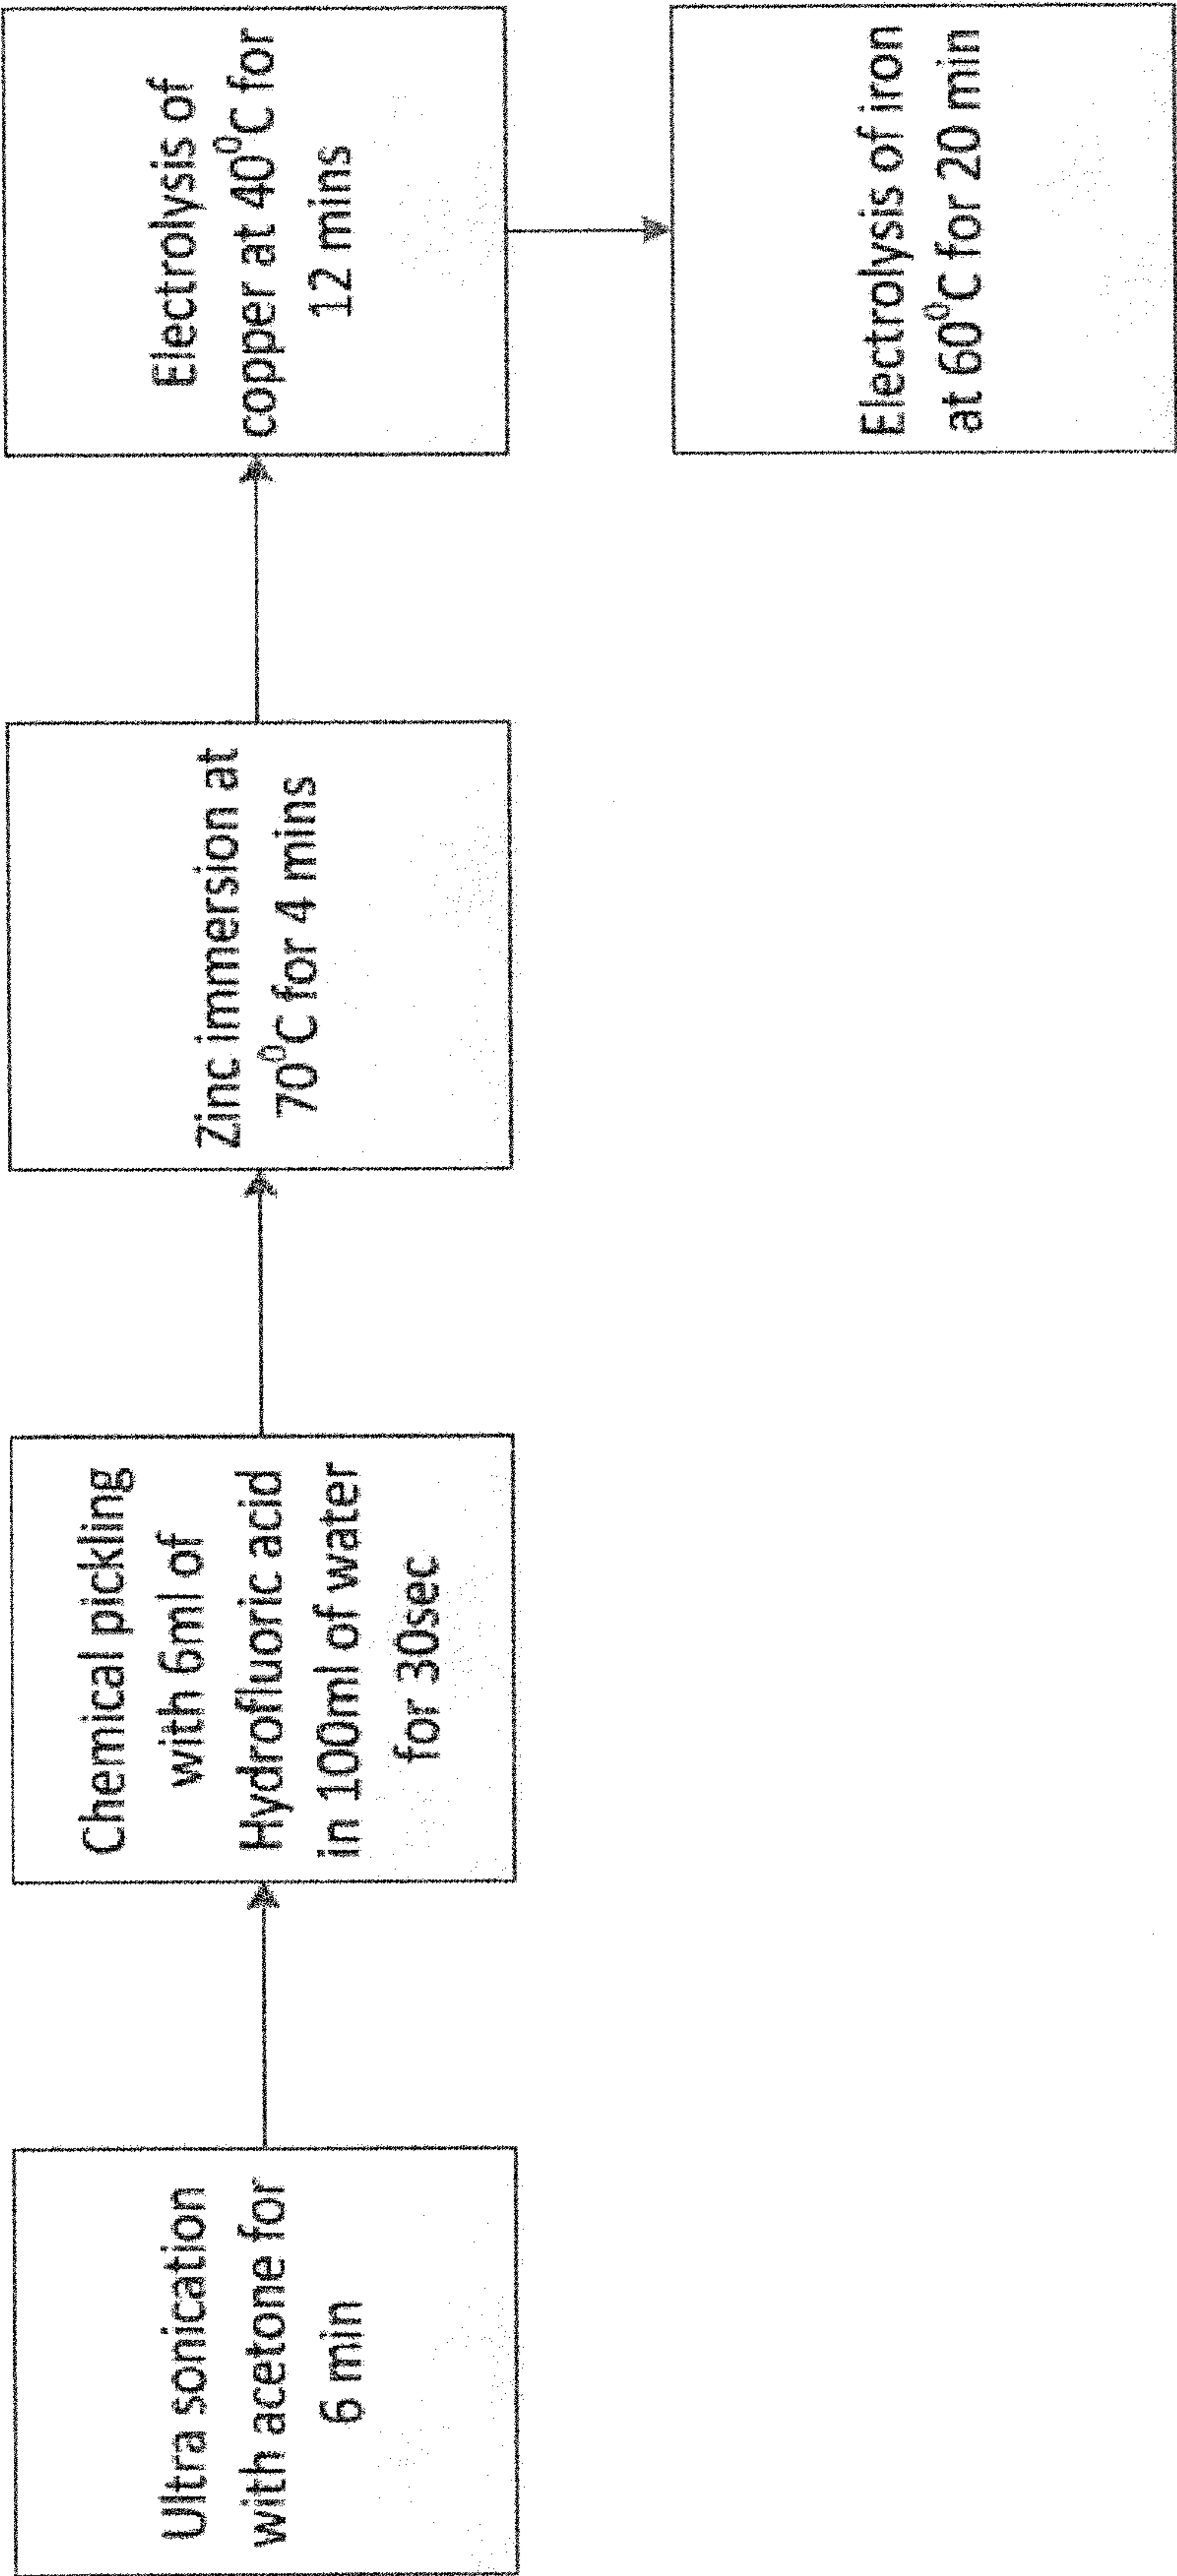 Ultra sonication
with acetone for
6 min
Chemical pickling
with 6ml of
Hydrofluoric acid
in 100ml of water
for 30sec
Zinc immersion at
70⁰C for 4 mins
Electrolysis of
copper at 40⁰C for
12 mins
Electrolysis of iron
at 60⁰C for 20 min